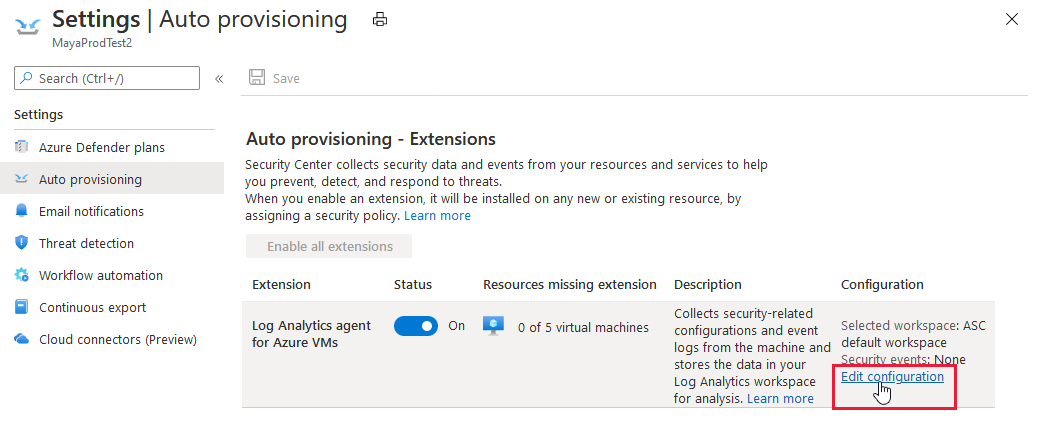 Settings | Auto provisioning
MayaProdTest2
Search (Ctrl+/)
«
Save
Settings
Azure Defender plans
Auto provisioning
Email notifications
Threat detection
Workflow automation
Continuous export
Cloud connectors (Preview)
Auto provisioning - Extensions
Security Center collects security data and events from your resources and services to help
you prevent, detect, and respond to threats.
When you enable an extension, it will be installed on any new or existing resource, by
assigning a security policy. Learn more
Enable all extensions
Extension Status Resources missing extension Description Configuration
Log Analytics agent
for Azure VMs
On
0 of 5 virtual machines
Collects security-related
configurations and event
logs from the machine and
stores the data in your
Log Analytics workspace
for analysis. Learn more
Selected workspace: ASC
default workspace
Security events: None
Edit configuration